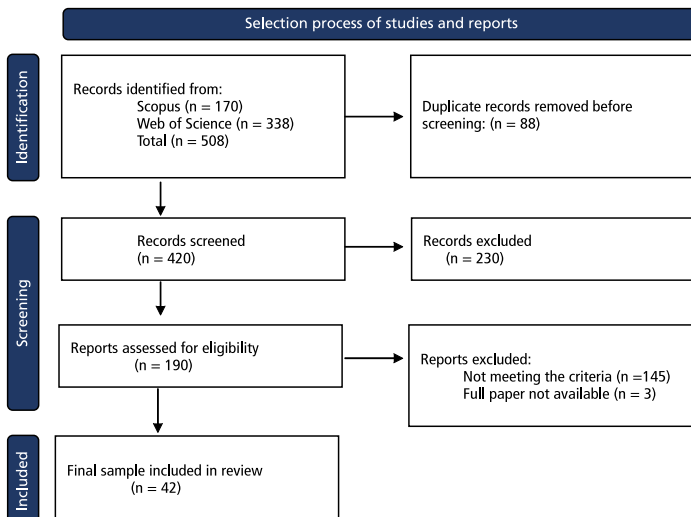 Selection process of studies and reports
Identification
Records identified from:
Scopus (n = 170)
Web of Science (n = 338)
Total (n = 508)
Duplicate records removed before
screening: (n = 88)
Screening
Records screened
(n = 420)
Records excluded
(n = 230)
Reports assessed for eligibility
(n = 190)
Reports excluded:
Not meeting the criteria (n =145)
Full paper not available (n = 3)
Included
Final sample included in review
(n = 42)